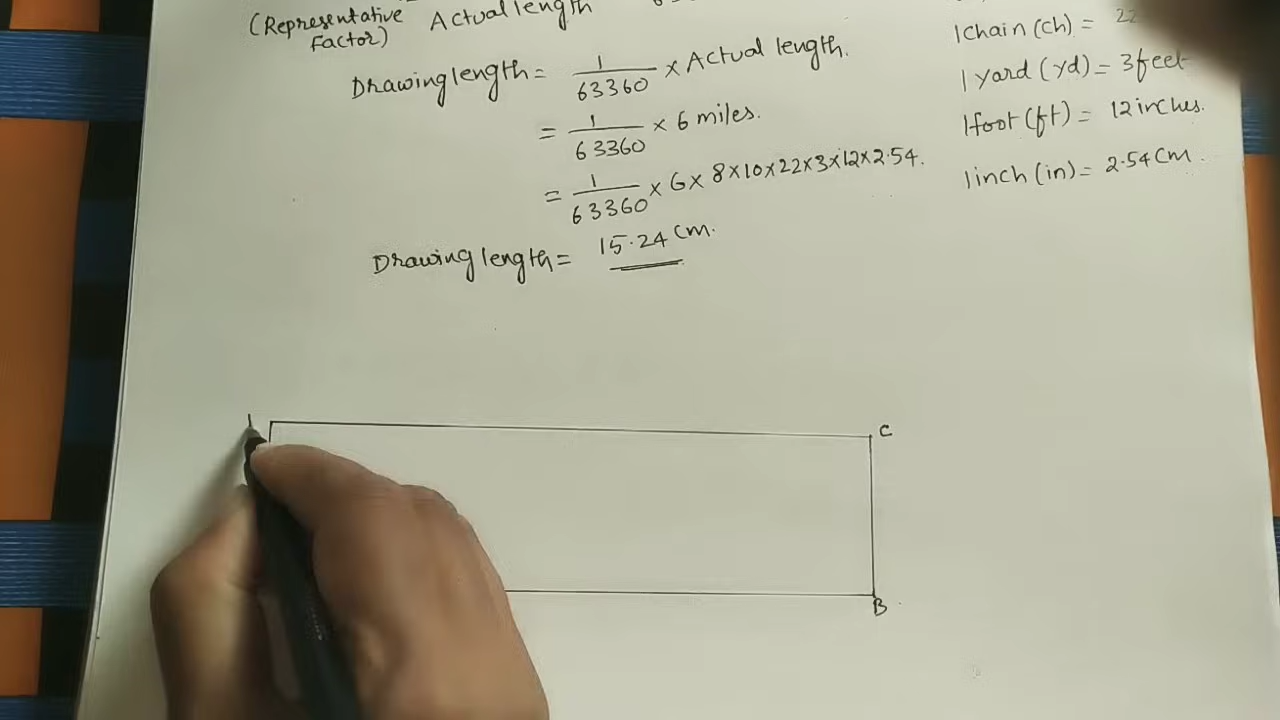 (Representative Actual length
Factor)
Drawing length = 1/63360 × Actual length.
= 1/63360 × 6 miles.
= 1/63360 × 6 × 8×10×22×3×12×2.54.
Drawing length = 15.24 cm.
1 chain (ch) = 22
1 yard (yd) = 3 feet
1 foot (ft) = 12 inches.
1 inch (in) = 2.54 cm.
C
B